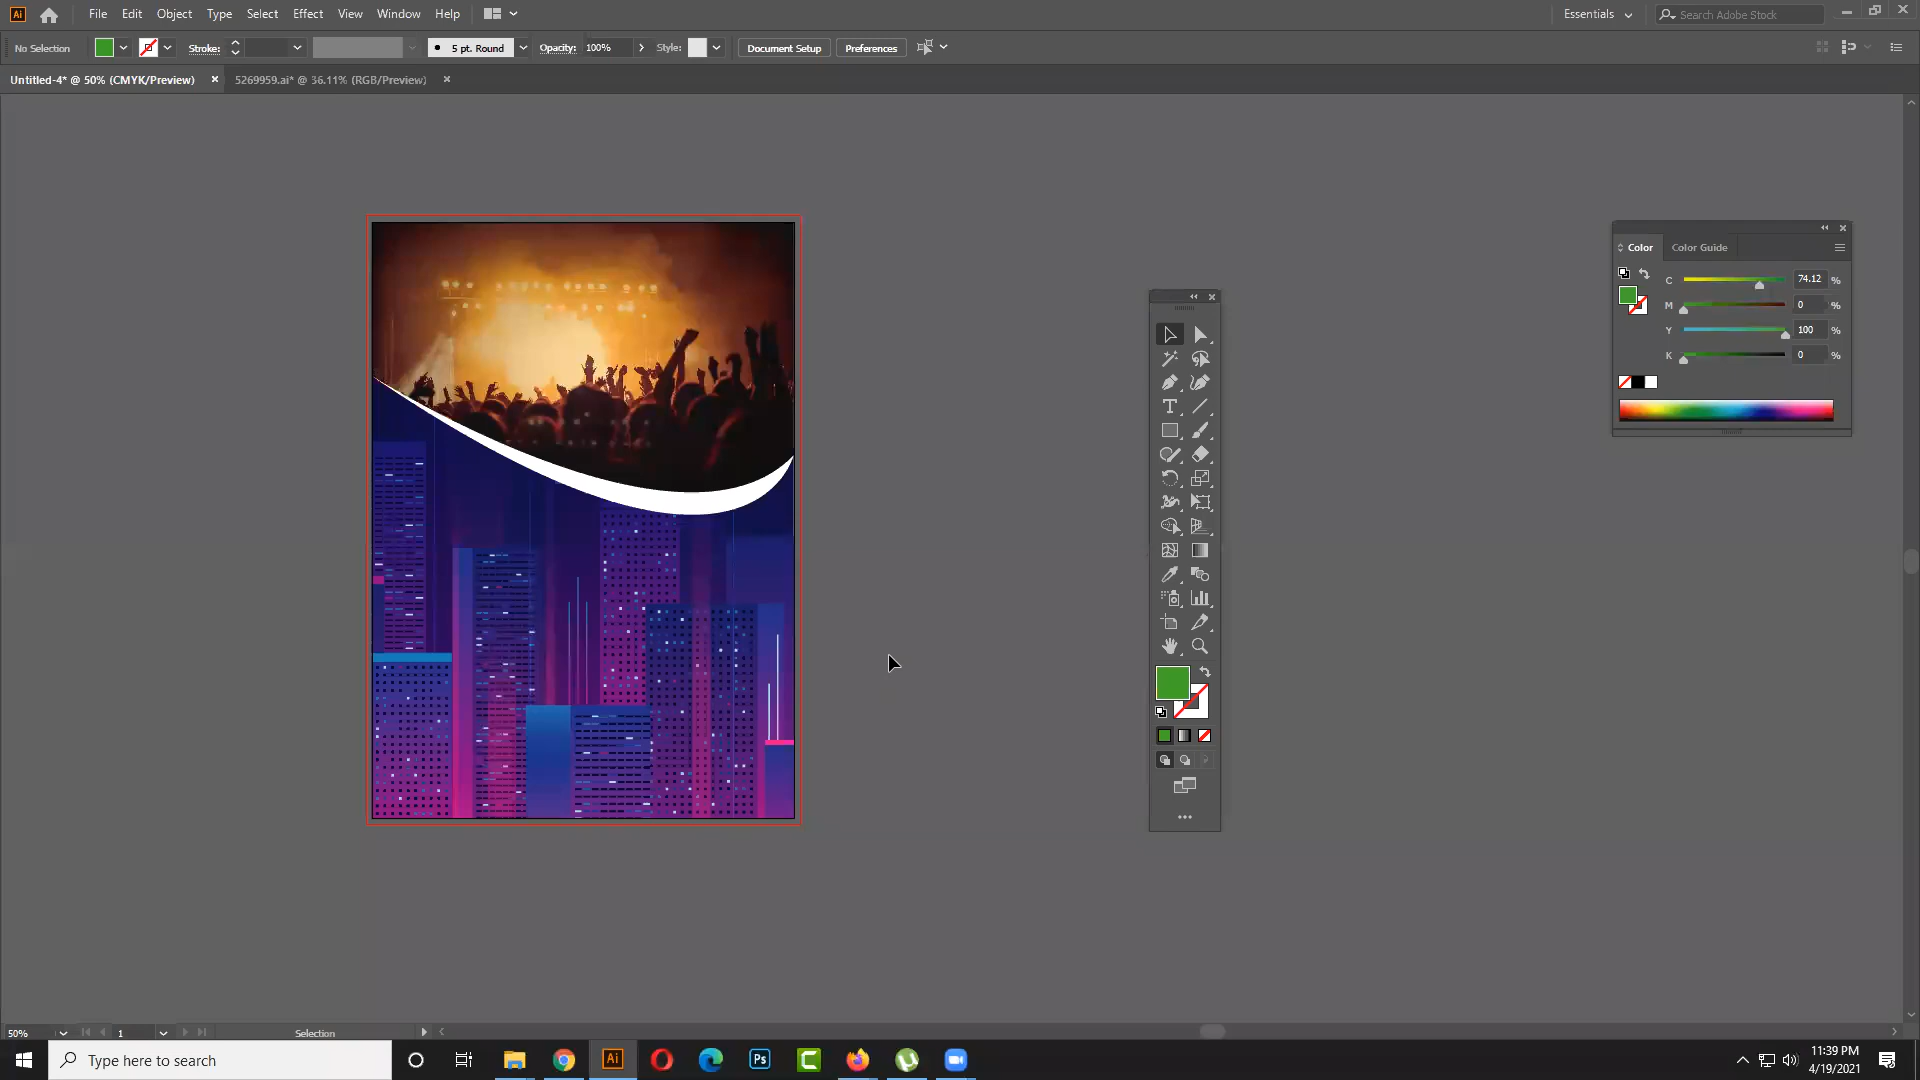 Ai File Edit Object Type Select Effect View Window Help Essentials Search Adobe Stock
No Selection Stroke: 5 pt. Round Opacity: 100% Style: Document Setup Preferences
Untitled-4* @ 50% (CMYK/Preview) × 5269959.ai* @ 36.11% (RGB/Preview) ×
Color Color Guide
C 74.12 %
M 0 %
Y 100 %
K 0 %
50% 1 Selection
Type here to search Ai Ps C 11:39 PM
4/19/2021